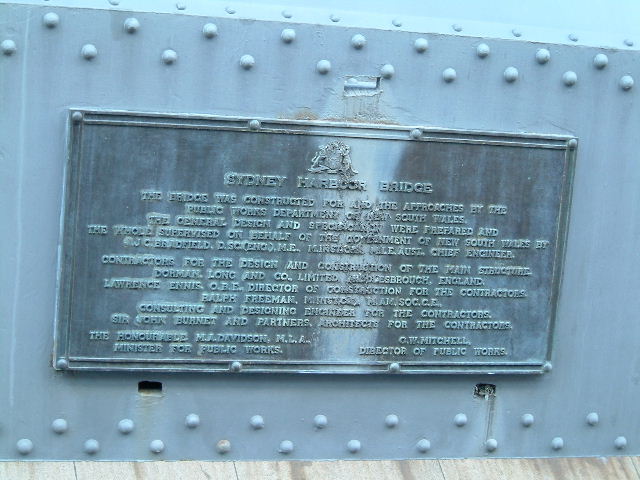 SYDNEY HARBOUR BRIDGE
THE BRIDGE WAS CONSTRUCTED FOR AND THE APPROACHES BY THE
PUBLIC WORKS DEPARTMENT OF NEW SOUTH WALES.
THE GENERAL DESIGN AND WERE PREPARED AND
THE WHOLE SUPERVISED ON BEHALF OF THE GOVERNMENT OF NEW SOUTH WALES BY
J.J.C. BRADFIELD, D.SC.(ENG), M.E., M.INST.C.E., M.I.E.AUST. CHIEF ENGINEER.
CONTRACTORS FOR THE DESIGN AND CONSTRUCTION OF THE MAIN STRUCTURE.
DORMAN, LONG AND CO., LIMITED, MIDDLESBROUGH, ENGLAND.
LAWRENCE ENNIS, O.B.E., DIRECTOR OF CONSTRUCTION FOR THE CONTRACTORS.
RALPH FREEMAN, M.INST.C.E. M.AM.SOC.C.E.,
CONSULTING AND DESIGNING ENGINEER FOR THE CONTRACTORS.
SIR JOHN BURNET AND PARTNERS, ARCHITECTS FOR THE CONTRACTORS.
THE HONOURABLE M.A. DAVIDSON, M.L.A., C.W. MITCHELL,
MINISTER FOR PUBLIC WORKS. DIRECTOR OF PUBLIC WORKS.